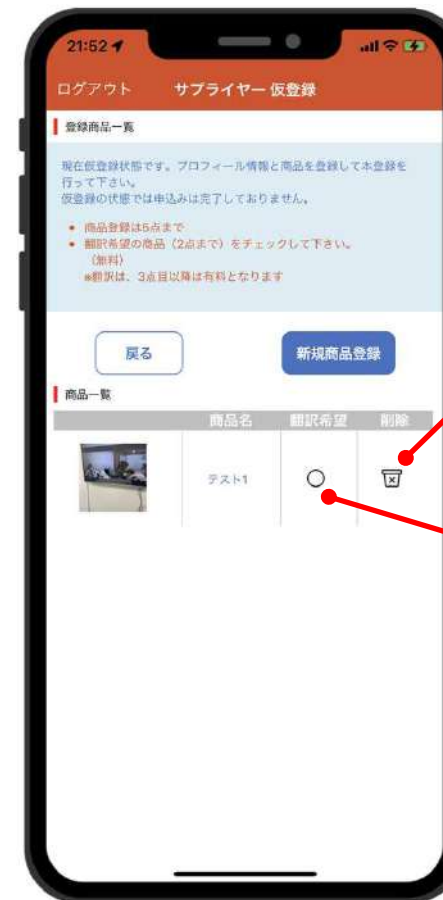 21:52
ログアウト サプライヤー 仮登録
登録商品一覧
現在仮登録状態です。プロフィール情報と商品を登録して本登録を
行って下さい。
仮登録の状態では申込みは完了しておりません。
• 商品登録は5点まで
• 翻訳希望の商品（2点まで）をチェックして下さい。
（無料）
※翻訳は、3点目以降は有料となります
戻る 新規商品登録
商品一覧
商品名 翻訳希望 削除
テスト1